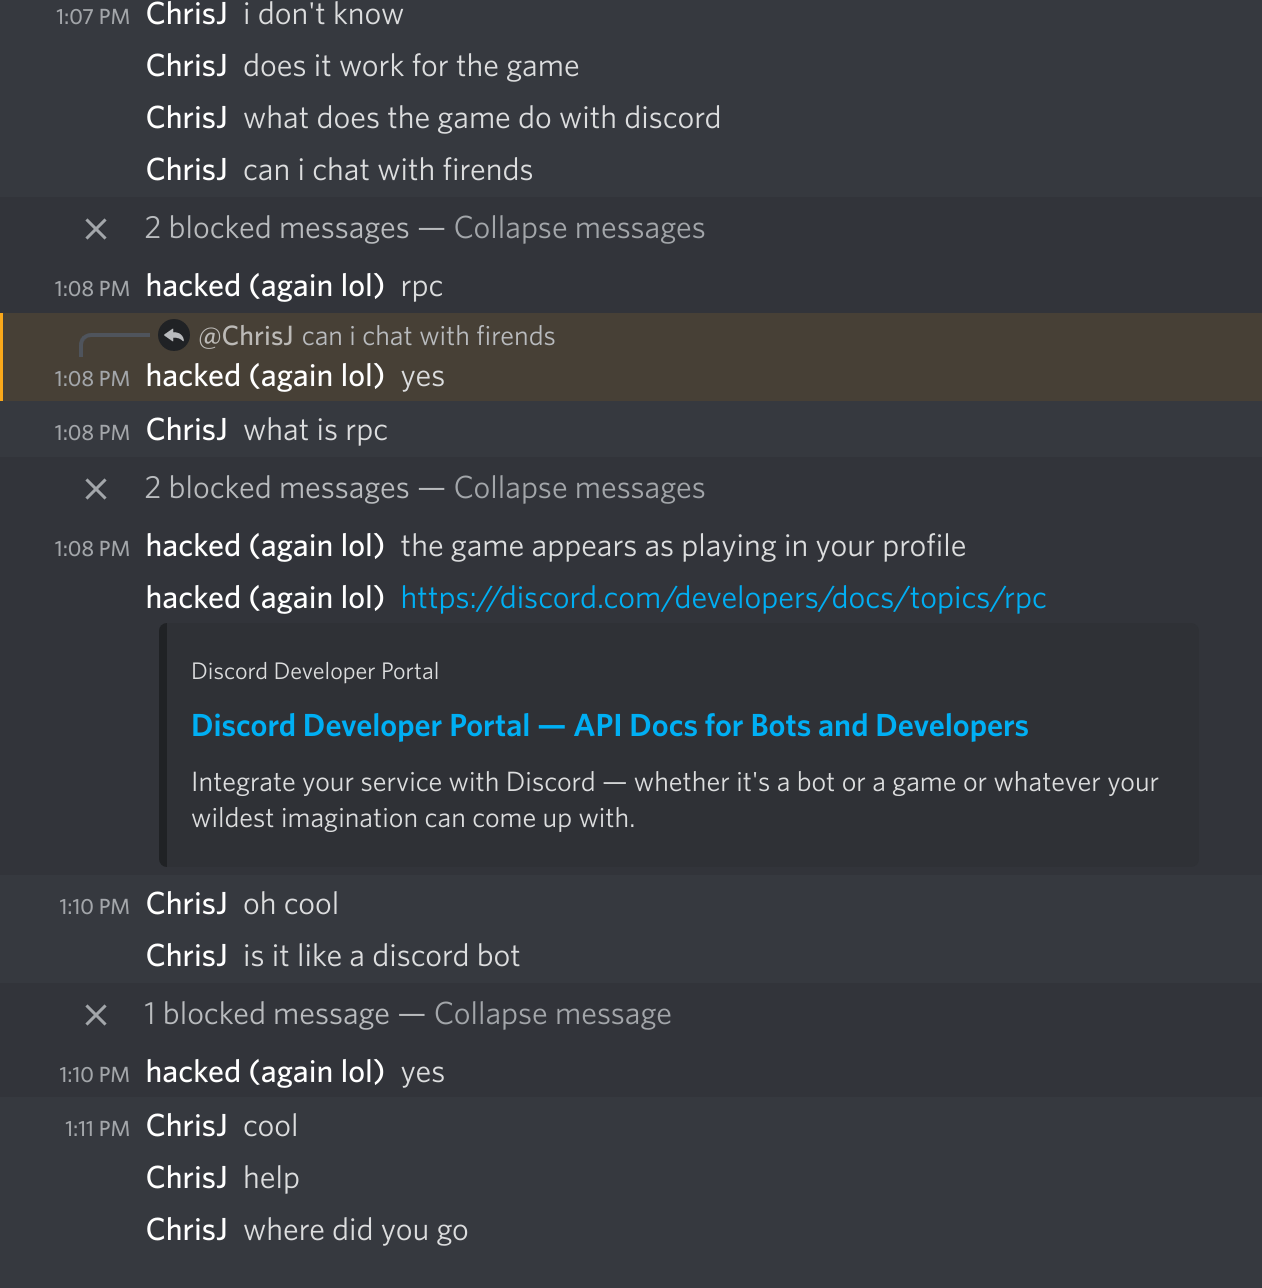 1:07 PM ChrisJ i don't know
ChrisJ does it work for the game
ChrisJ what does the game do with discord
ChrisJ can i chat with firends
2 blocked messages — Collapse messages
1:08 PM hacked (again lol) rpc
@ChrisJ can i chat with firends
1:08 PM hacked (again lol) yes
1:08 PM ChrisJ what is rpc
2 blocked messages — Collapse messages
1:08 PM hacked (again lol) the game appears as playing in your profile
hacked (again lol) https://discord.com/developers/docs/topics/rpc
Discord Developer Portal
Discord Developer Portal — API Docs for Bots and Developers
Integrate your service with Discord — whether it's a bot or a game or whatever your
wildest imagination can come up with.
1:10 PM ChrisJ oh cool
ChrisJ is it like a discord bot
1 blocked message — Collapse message
1:10 PM hacked (again lol) yes
1:11 PM ChrisJ cool
ChrisJ help
ChrisJ where did you go